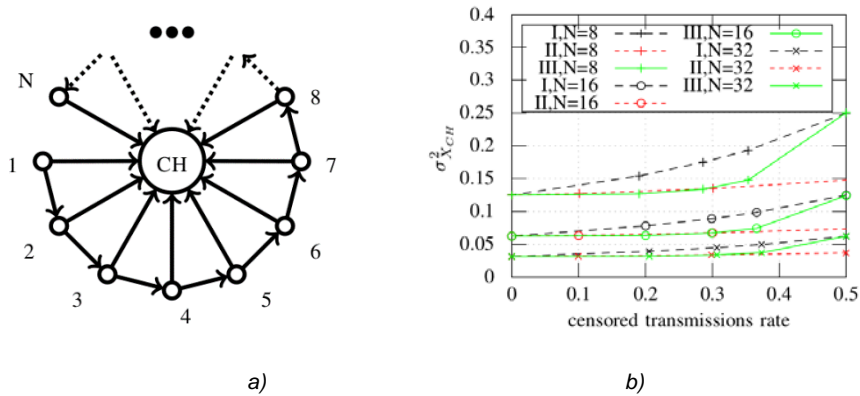 N
1
2
3
4
5
6
7
8
CH
a)
σ²X_CH
0.4
0.35
0.3
0.25
0.2
0.15
0.1
0.05
0
I,N=8
II,N=8
III,N=8
I,N=16
II,N=16
III,N=16
I,N=32
II,N=32
III,N=32
0 0.1 0.2 0.3 0.4 0.5
censored transmissions rate
b)